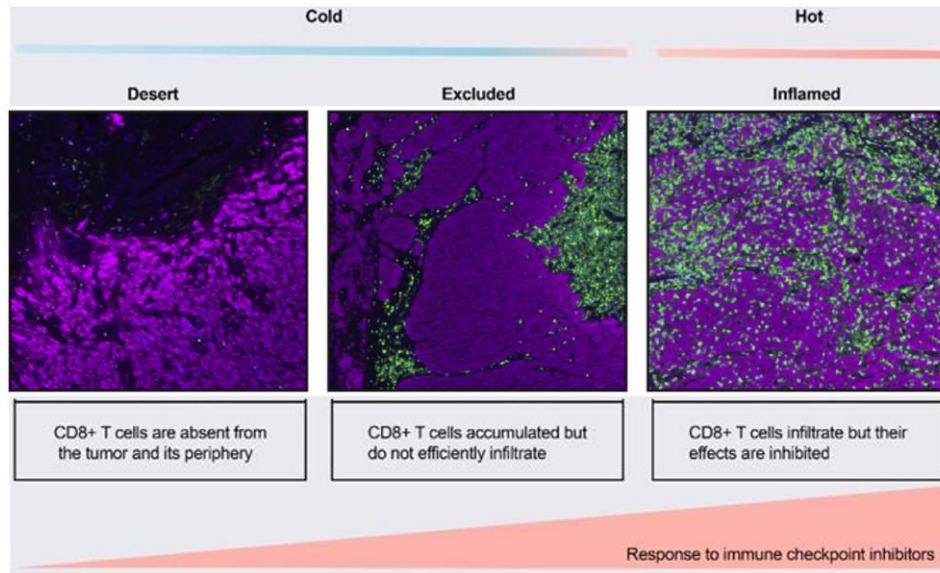 Cold
Hot
Desert
Excluded
Inflamed
CD8+ T cells are absent from
the tumor and its periphery
CD8+ T cells accumulated but
do not efficiently infiltrate
CD8+ T cells infiltrate but their
effects are inhibited
Response to immune checkpoint inhibitors